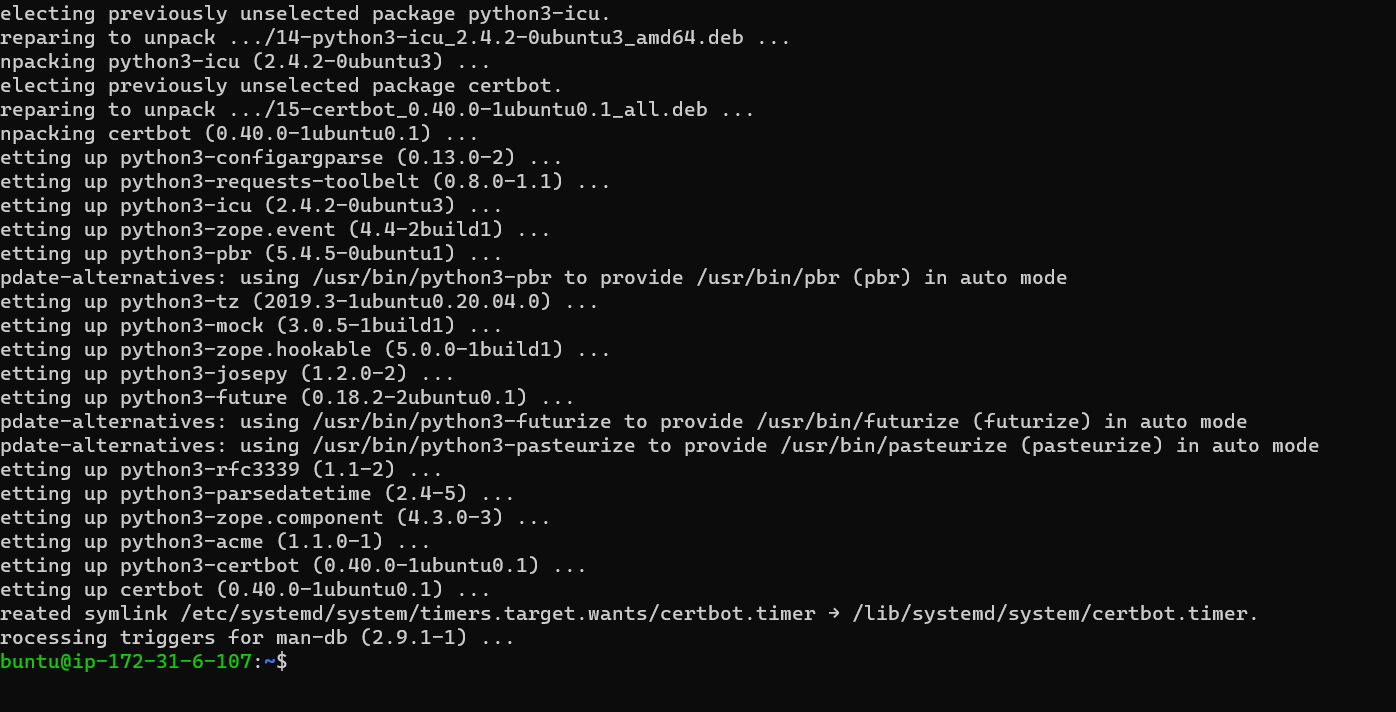 electing previously unselected package python3-icu.
reparing to unpack .../14-python3-icu_2.4.2-0ubuntu3_amd64.deb ...
npacking python3-icu (2.4.2-0ubuntu3) ...
electing previously unselected package certbot.
reparing to unpack .../15-certbot_0.40.0-1ubuntu0.1_all.deb ...
npacking certbot (0.40.0-1ubuntu0.1) ...
etting up python3-configargparse (0.13.0-2) ...
etting up python3-requests-toolbelt (0.8.0-1.1) ...
etting up python3-icu (2.4.2-0ubuntu3) ...
etting up python3-zope.event (4.4-2build1) ...
etting up python3-pbr (5.4.5-0ubuntu1) ...
pdate-alternatives: using /usr/bin/python3-pbr to provide /usr/bin/pbr (pbr) in auto mode
etting up python3-tz (2019.3-1ubuntu0.20.04.0) ...
etting up python3-mock (3.0.5-1build1) ...
etting up python3-zope.hookable (5.0.0-1build1) ...
etting up python3-josepy (1.2.0-2) ...
etting up python3-future (0.18.2-2ubuntu0.1) ...
pdate-alternatives: using /usr/bin/python3-futurize to provide /usr/bin/futurize (futurize) in auto mode
pdate-alternatives: using /usr/bin/python3-pasteurize to provide /usr/bin/pasteurize (pasteurize) in auto mode
etting up python3-rfc3339 (1.1-2) ...
etting up python3-parsedatetime (2.4-5) ...
etting up python3-zope.component (4.3.0-3) ...
etting up python3-acme (1.1.0-1) ...
etting up python3-certbot (0.40.0-1ubuntu0.1) ...
etting up certbot (0.40.0-1ubuntu0.1) ...
reated symlink /etc/systemd/system/timers.target.wants/certbot.timer → /lib/systemd/system/certbot.timer.
rocessing triggers for man-db (2.9.1-1) ...
buntu@ip-172-31-6-107:~$